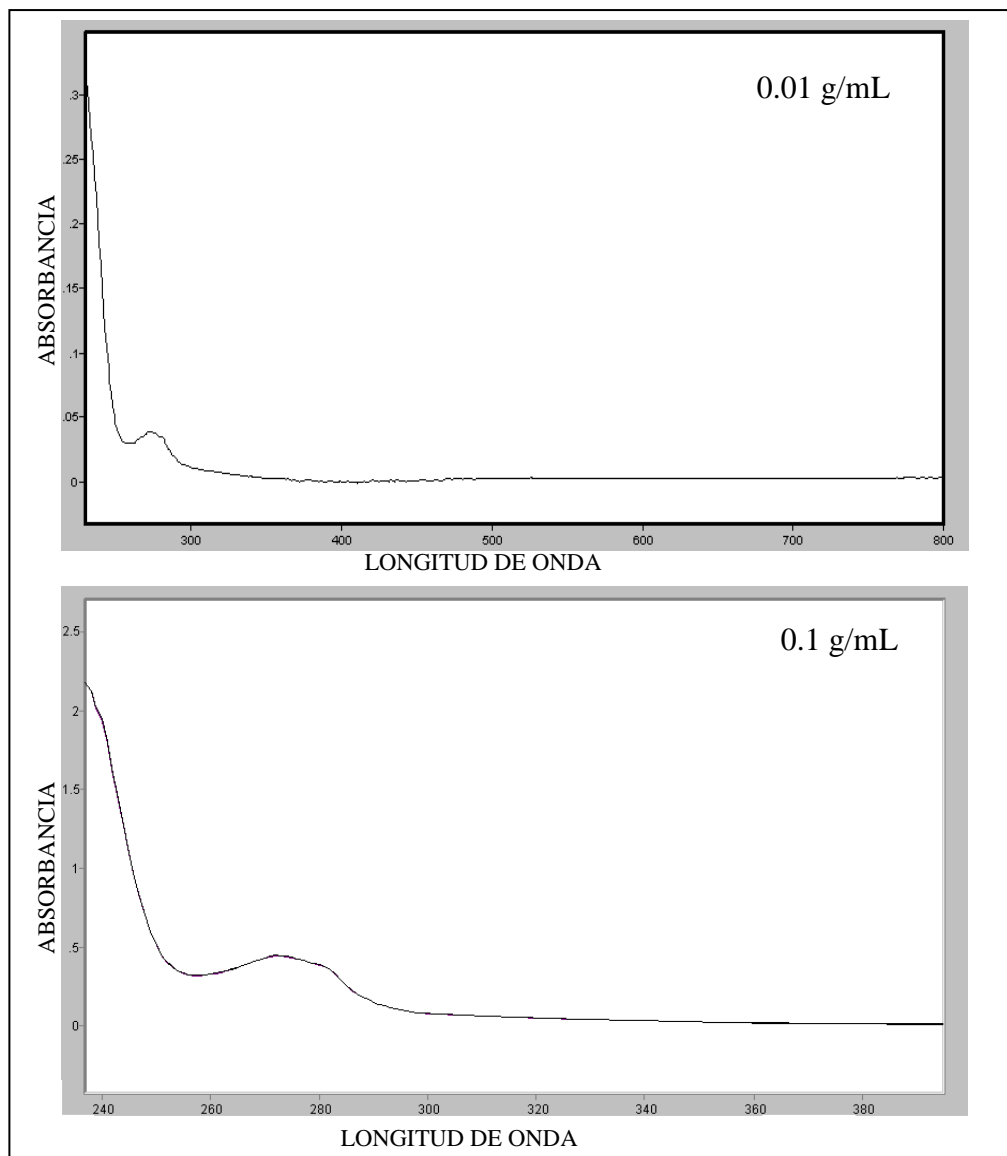 0.01 g/mL
ABSORBANCIA
.3
.25
.2
.15
.1
.05
0
300 400 500 600 700 800
LONGITUD DE ONDA
0.1 g/mL
ABSORBANCIA
2.5
2
1.5
1
.5
0
240 260 280 300 320 340 360 380
LONGITUD DE ONDA